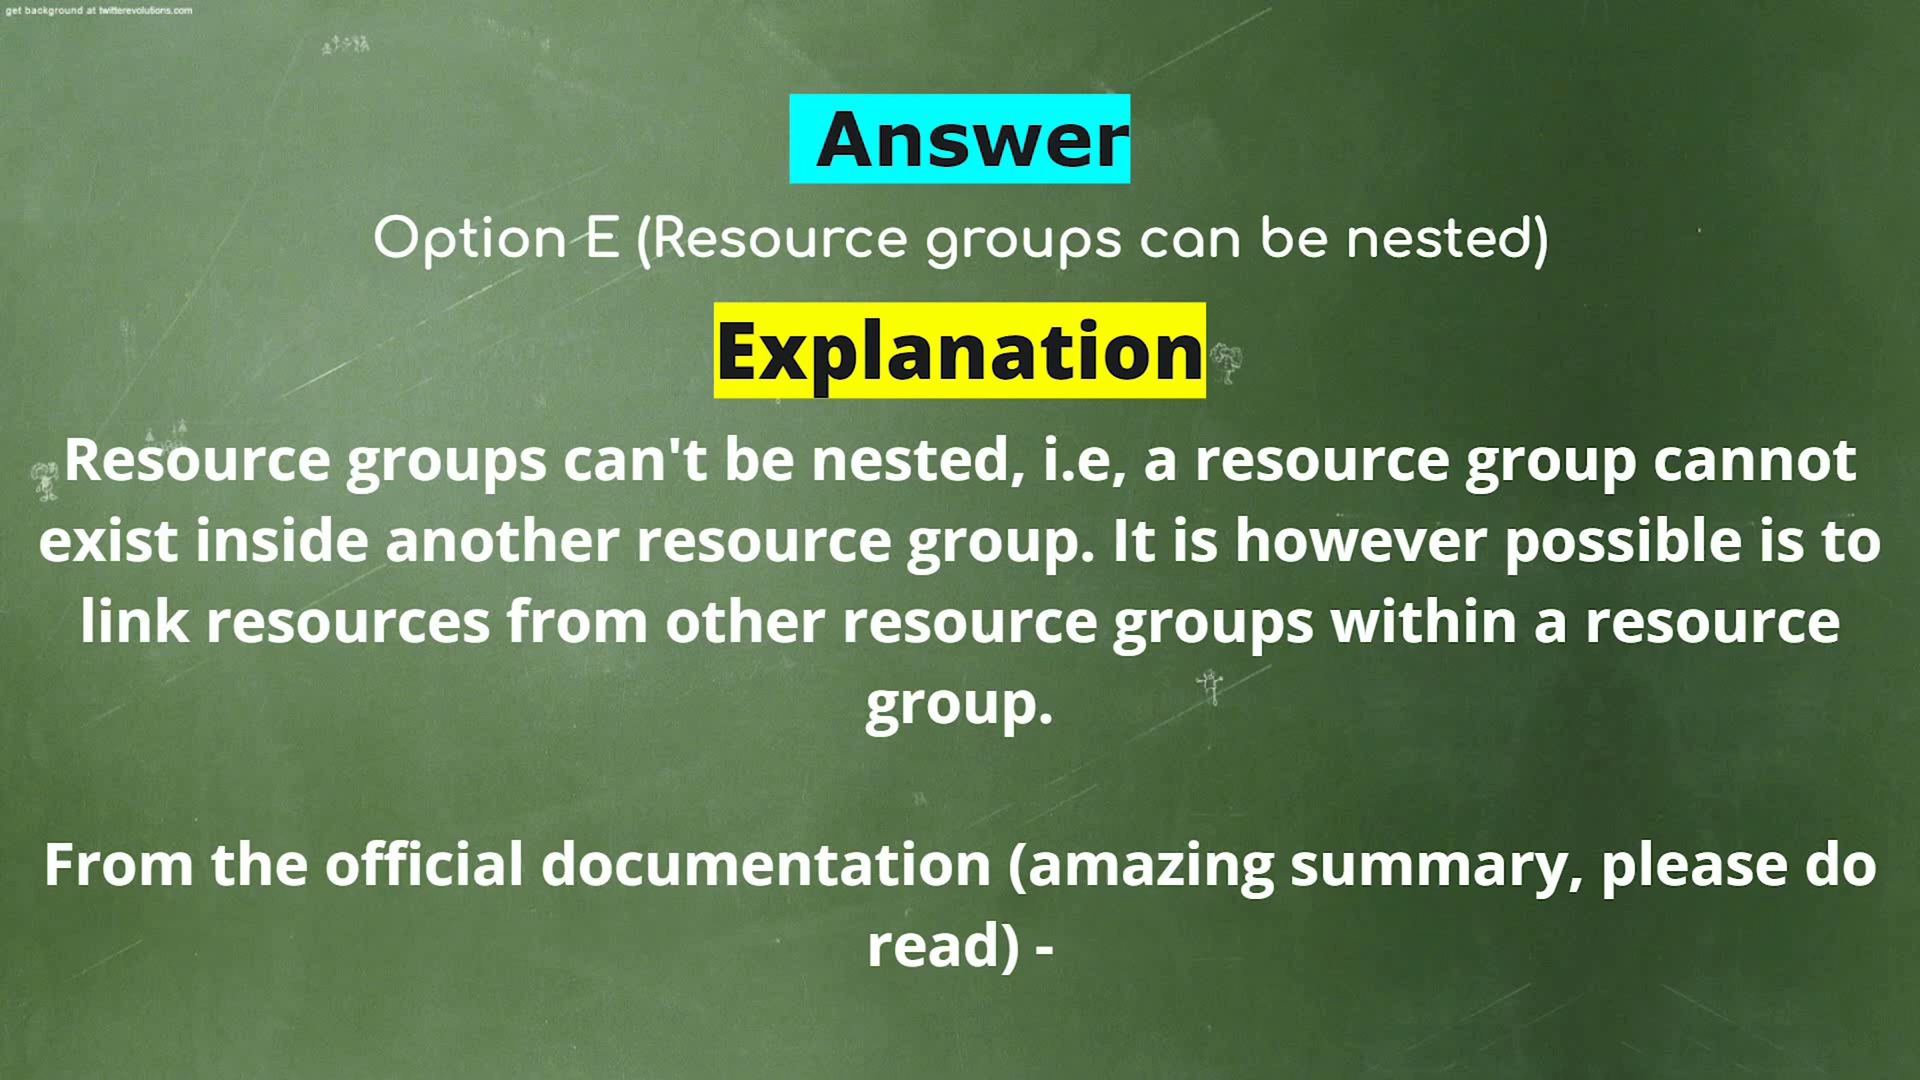 get background at twitterevolutions.com
Answer
Option E (Resource groups can be nested)
Explanation
Resource groups can't be nested, i.e, a resource group cannot
exist inside another resource group. It is however possible is to
link resources from other resource groups within a resource
group.
From the official documentation (amazing summary, please do
read) -